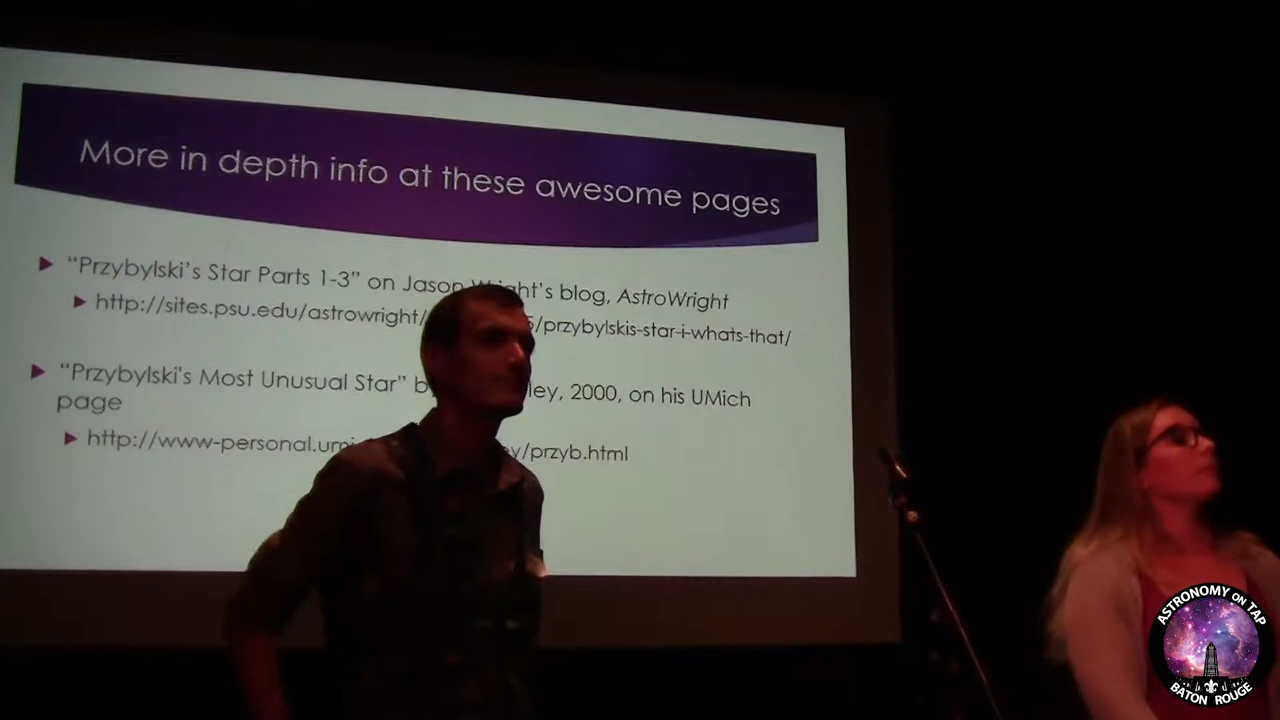 More in depth info at these awesome pages
“Przybylski’s Star Parts 1-3” on Jason Wright’s blog, AstroWright
http://sites.psu.edu/astrowright/ 5/przybylskis-star-i-whats-that/
“Przybylski's Most Unusual Star” b ley, 2000, on his UMich
page
http://www-personal.umi y/przyb.html
ASTRONOMY ON TAP
BATON ROUGE